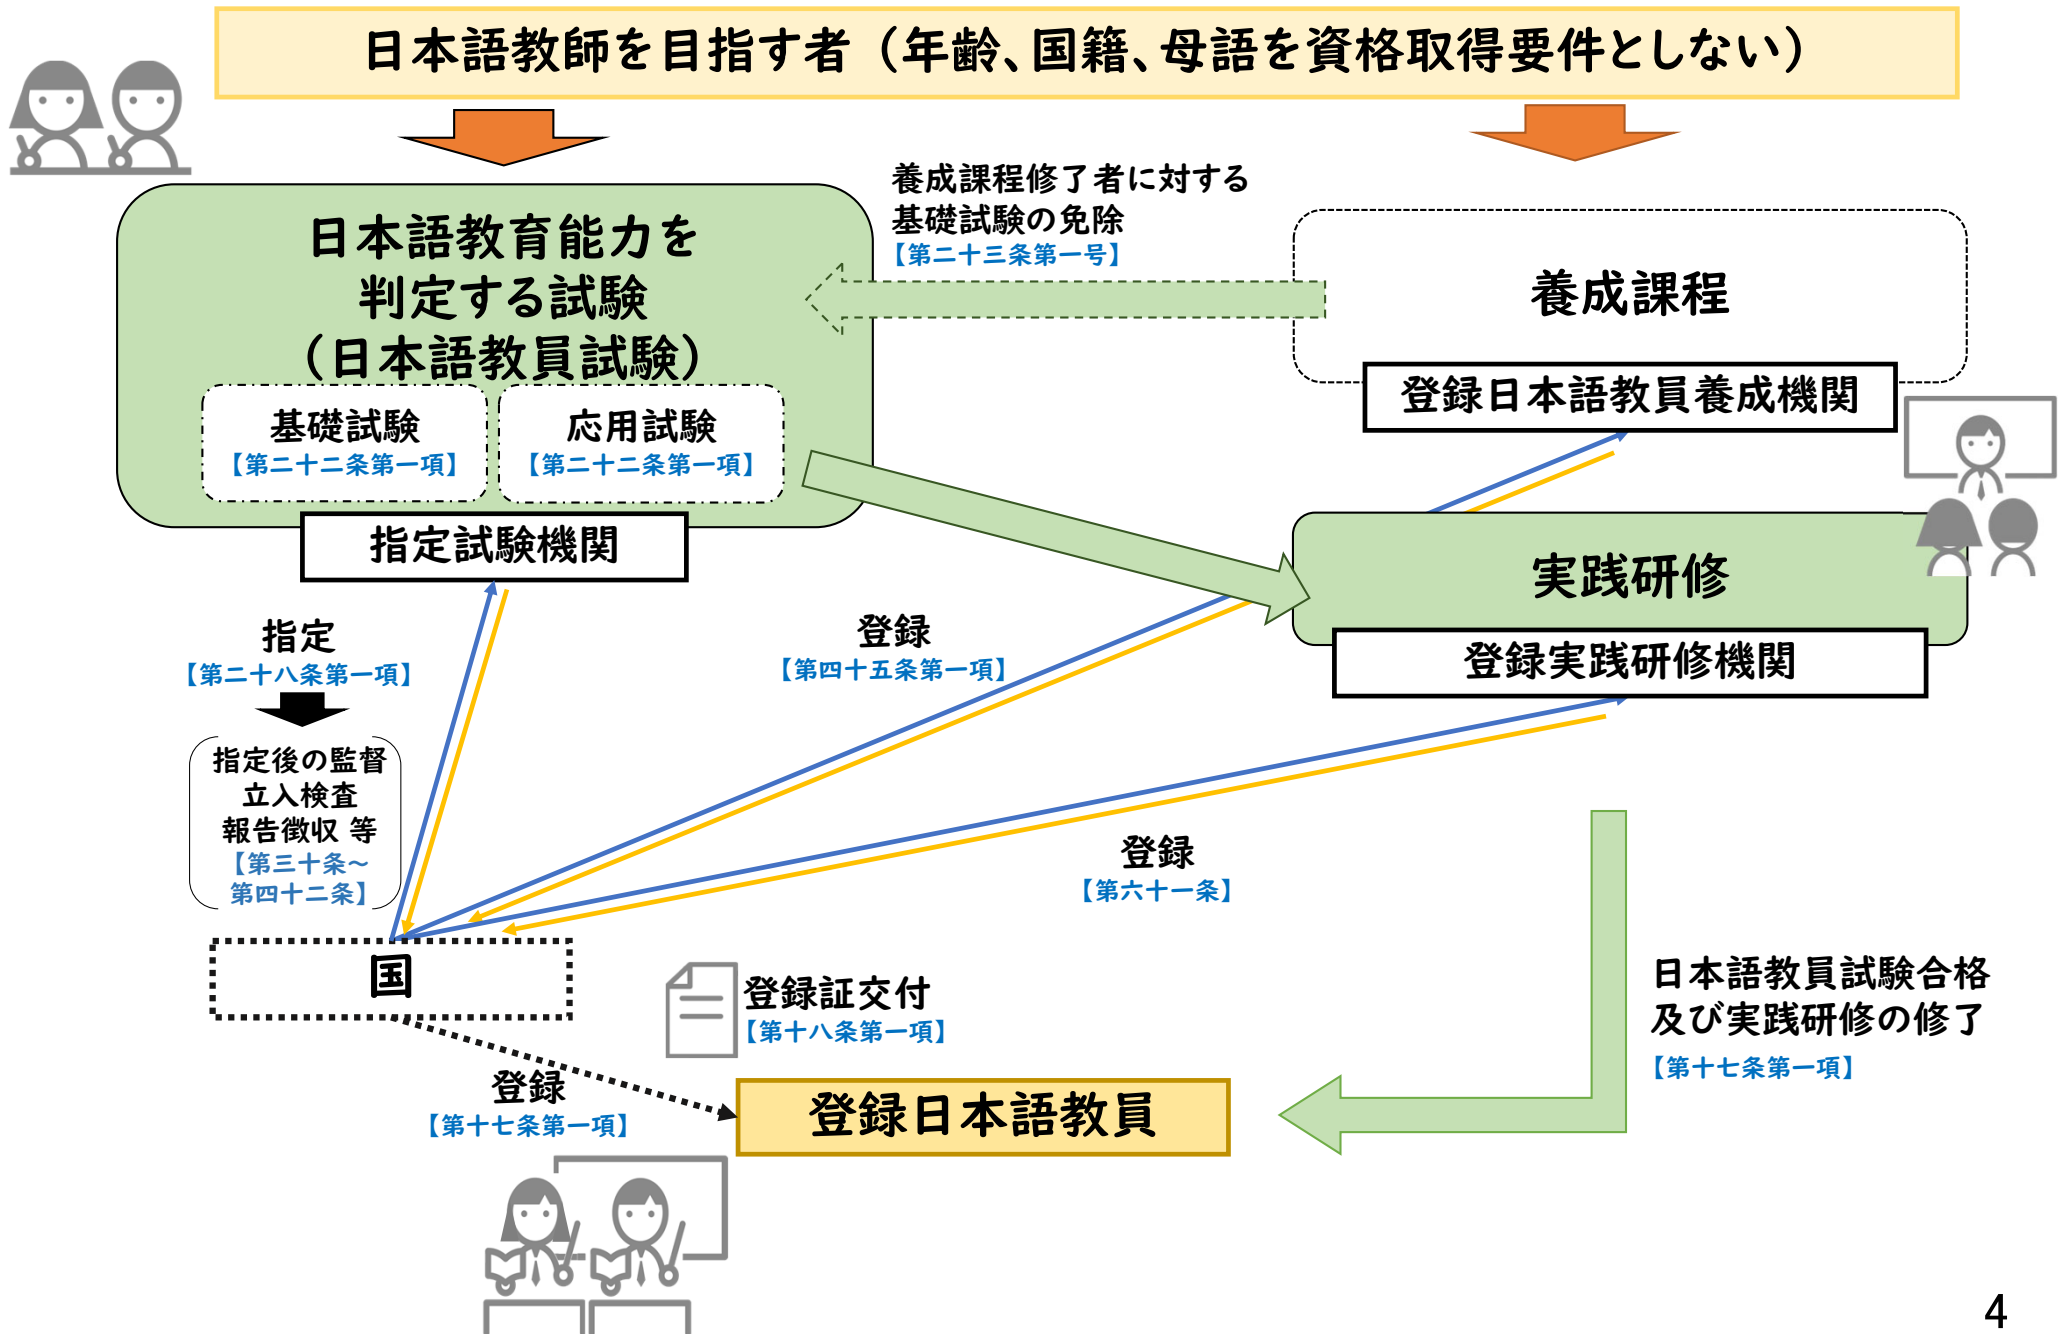 日本語教師を目指す者（年齢、国籍、母語を資格取得要件としない）
養成課程修了者に対する
基礎試験の免除
【第二十三条第一号】
日本語教育能力を
判定する試験
（日本語教員試験）
基礎試験
【第二十二条第一項】
応用試験
【第二十二条第一項】
指定試験機関
養成課程
登録日本語教員養成機関
実践研修
登録実践研修機関
指定
【第二十八条第一項】
指定後の監督
立入検査
報告徴収 等
【第三十条～
第四十二条】
登録
【第四十五条第一項】
登録
【第六十一条】
国
登録証交付
【第十八条第一項】
登録
【第十七条第一項】
登録日本語教員
日本語教員試験合格
及び実践研修の修了
【第十七条第一項】
4